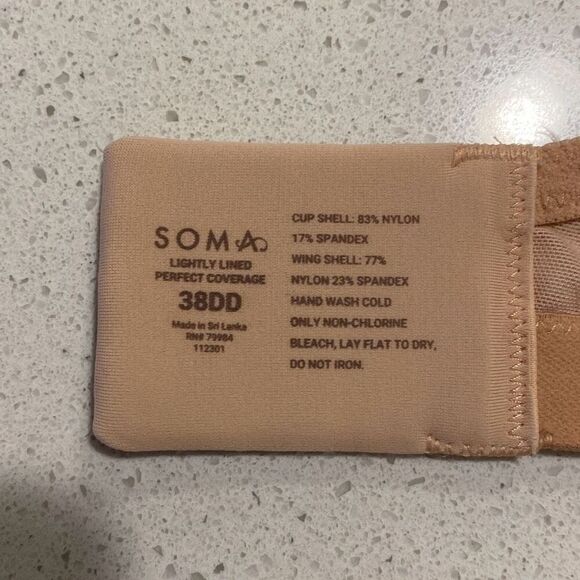 SOMA
LIGHTLY LINED
PERFECT COVERAGE
38DD
Made in Sri Lanka
RN# 79984
112301
CUP SHELL: 83% NYLON
17% SPANDEX
WING SHELL: 77%
NYLON 23% SPANDEX
HAND WASH COLD
ONLY NON-CHLORINE
BLEACH, LAY FLAT TO DRY,
DO NOT IRON.